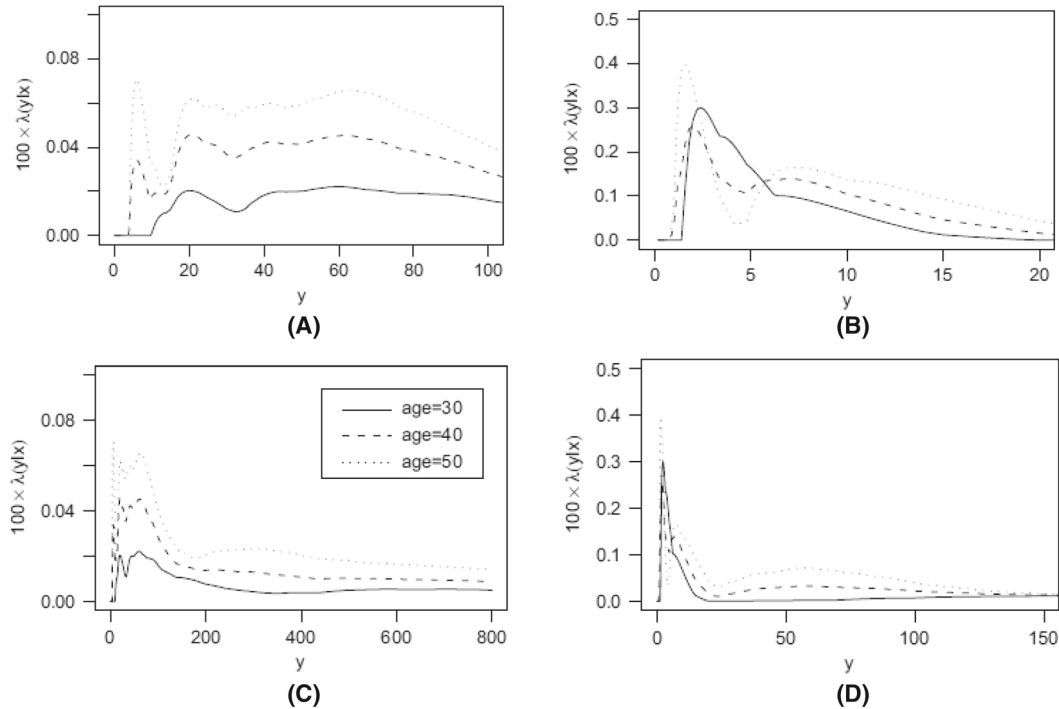 0.08
0.04
0.00
100 × λ(y|x)
0 20 40 60 80 100
y
(A)
0.5
0.4
0.3
0.2
0.1
0.0
100 × λ(y|x)
0 5 10 15 20
y
(B)
0.08
0.04
0.00
100 × λ(y|x)
age=30
age=40
age=50
0 200 400 600 800
y
(C)
0.5
0.4
0.3
0.2
0.1
0.0
100 × λ(y|x)
0 50 100 150
y
(D)